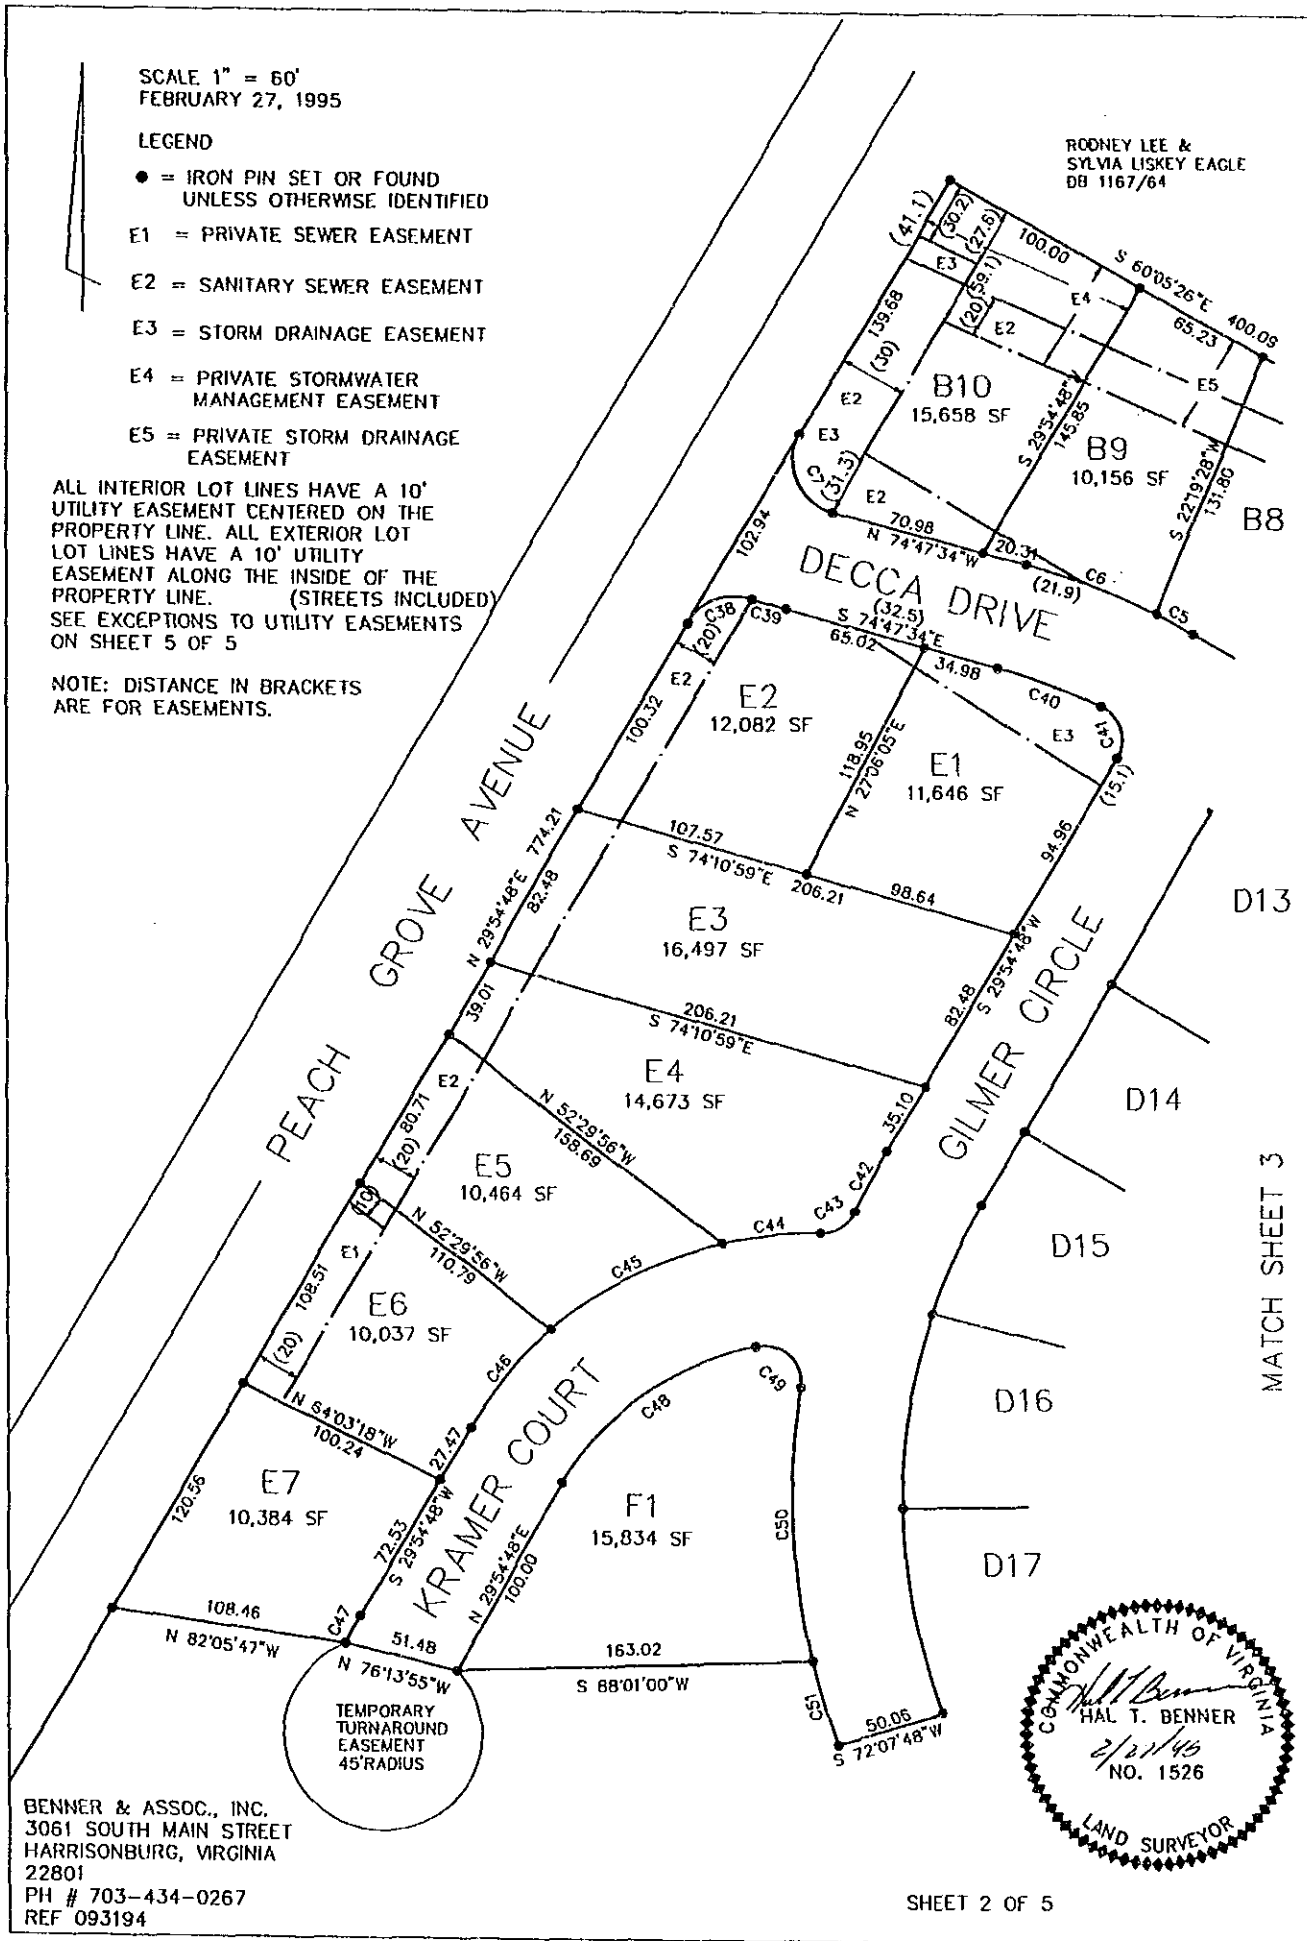 SCALE 1" = 60'
FEBRUARY 27, 1995
LEGEND
● = IRON PIN SET OR FOUND
UNLESS OTHERWISE IDENTIFIED
E1 = PRIVATE SEWER EASEMENT
E2 = SANITARY SEWER EASEMENT
E3 = STORM DRAINAGE EASEMENT
E4 = PRIVATE STORMWATER
MANAGEMENT EASEMENT
E5 = PRIVATE STORM DRAINAGE
EASEMENT
ALL INTERIOR LOT LINES HAVE A 10'
UTILITY EASEMENT CENTERED ON THE
PROPERTY LINE. ALL EXTERIOR LOT
LOT LINES HAVE A 10' UTILITY
EASEMENT ALONG THE INSIDE OF THE
PROPERTY LINE. (STREETS INCLUDED)
SEE EXCEPTIONS TO UTILITY EASEMENTS
ON SHEET 5 OF 5
NOTE: DISTANCE IN BRACKETS
ARE FOR EASEMENTS.
RODNEY LEE &
SYLVIA LISKEY EAGLE
DB 1167/64
(41.1)
(30.2)
(27.6)
100.00
S 60°05'26"E
400.09
65.23
E3
(59.1)
(20)
E4
E2
E5
139.68
(30)
E2
B10
15,658 SF
S 29°54'48"W
145.85
B9
10,156 SF
S 22°19'28"W
131.80
B8
E3
C7
(31.3)
E2
70.98
N 74°47'34"W
20.31
(21.9)
C6
C5
102.94
DECCA DRIVE
C38
C39
(32.5)
S 74°47'34"E
65.02
34.98
C40
C41
(20)
E2
E2
12,082 SF
E3
(15.1)
100.32
118.95
N 27°06'05"E
E1
11,646 SF
94.96
PEACH GROVE AVENUE
774.21
N 29°54'48"E
82.48
107.57
S 74°10'59"E
206.21
98.64
E3
16,497 SF
D13
S 29°54'48"W
82.48
GILMER CIRCLE
39.01
206.21
S 74°10'59"E
E4
14,673 SF
35.10
D14
E2
80.71
(20)
N 52°29'56"W
158.69
E5
10,464 SF
C42
C43
C44
C45
D15
(10)
E1
N 52°29'56"W
110.79
108.51
E6
10,037 SF
(20)
C46
C48
C49
D16
MATCH SHEET 3
N 64°03'18"W
100.24
27.47
E7
10,384 SF
120.56
72.53
S 29°54'48"W
KRAMER COURT
F1
15,834 SF
N 29°54'48"E
100.00
C50
D17
108.46
N 82°05'47"W
C47
51.48
N 76°13'55"W
163.02
S 88°01'00"W
C51
50.06
S 72°07'48"W
TEMPORARY
TURNAROUND
EASEMENT
45'RADIUS
COMMONWEALTH OF VIRGINIA
HAL T. BENNER
NO. 1526
LAND SURVEYOR
BENNER & ASSOC., INC.
3061 SOUTH MAIN STREET
HARRISONBURG, VIRGINIA
22801
PH # 703-434-0267
REF 093194
SHEET 2 OF 5